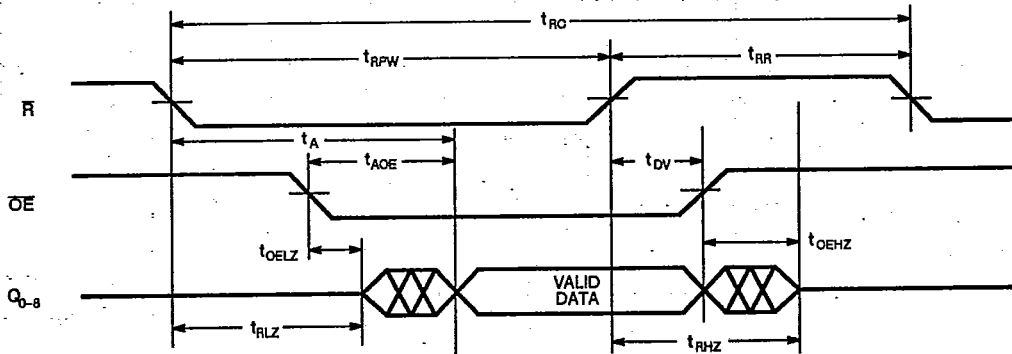 tRC
tRPW tRR
R
tA
tAOE tDV
OE
tOELZ tOEHZ
Q0–8 VALID DATA
tRLZ tRHZ